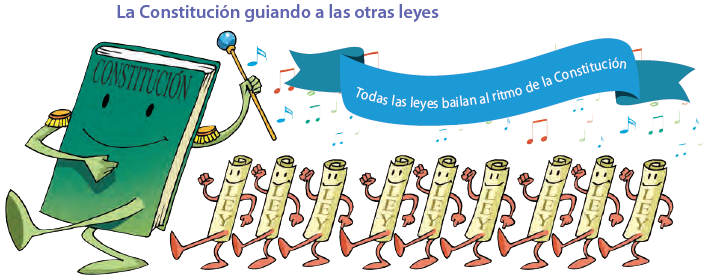 La Constitución guiando a las otras leyes
Todas las leyes bailan al ritmo de la Constitución
CONSTITUCIÓN
LEY
LEY
LEY
LEY
LEY
LEY
LEY
LEY
LEY